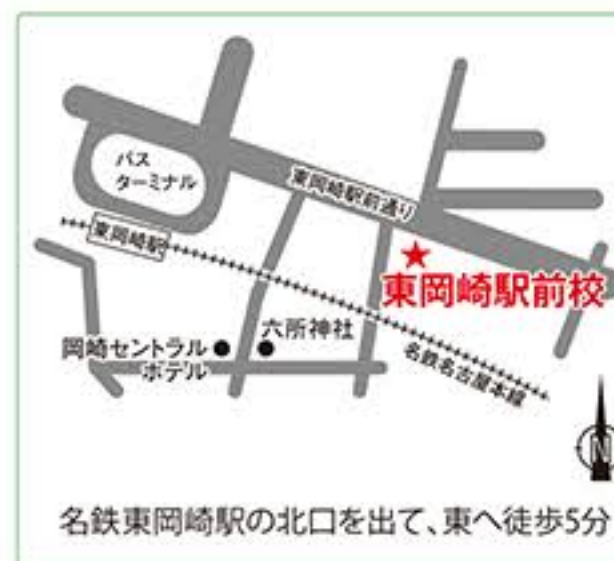 バス
ターミナル
東岡崎駅前通り
東岡崎駅
東岡崎駅前校
六所神社
岡崎セントラル
ホテル
名鉄名古屋本線
N
名鉄東岡崎駅の北口を出て、東へ徒歩5分